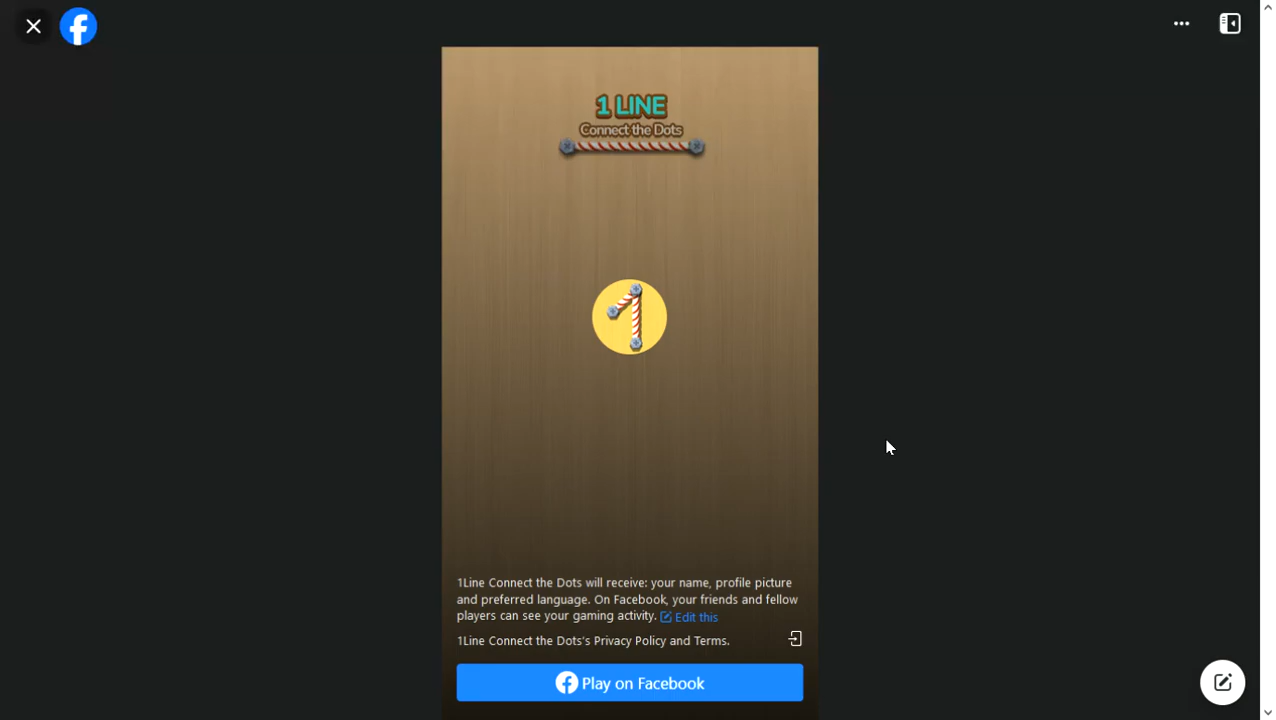 1 LINE
Connect the Dots
1Line Connect the Dots will receive: your name, profile picture
and preferred language. On Facebook, your friends and fellow
players can see your gaming activity. Edit this
1Line Connect the Dots's Privacy Policy and Terms.
Play on Facebook